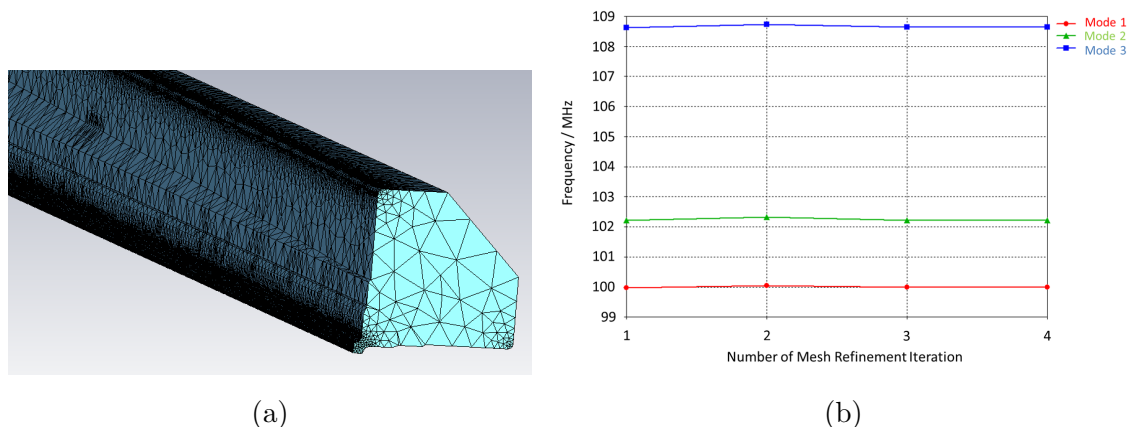 109
108
107
106
105
104
103
102
101
100
99
Frequency / MHz
1
2
3
4
Number of Mesh Refinement Iteration
Mode 1
Mode 2
Mode 3
(a)
(b)